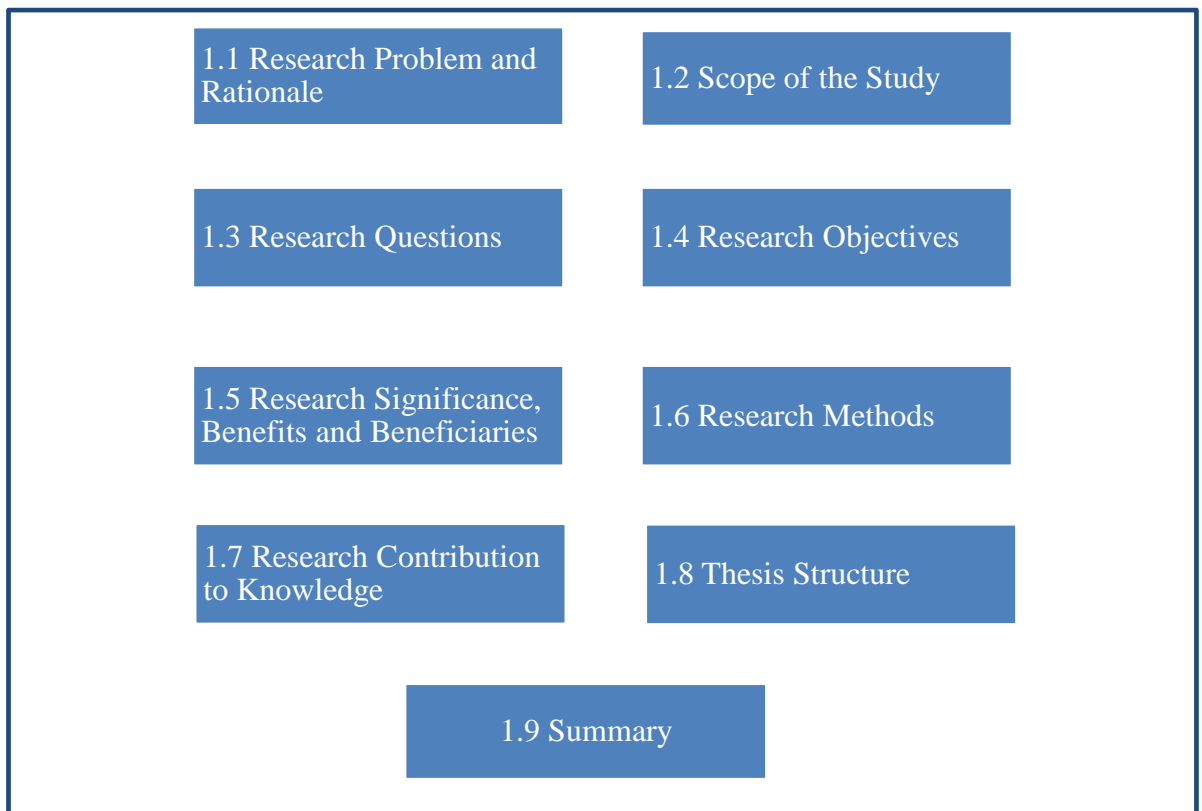 1.1 Research Problem and
Rationale
1.2 Scope of the Study
1.3 Research Questions
1.4 Research Objectives
1.5 Research Significance,
Benefits and Beneficiaries
1.6 Research Methods
1.7 Research Contribution
to Knowledge
1.8 Thesis Structure
1.9 Summary